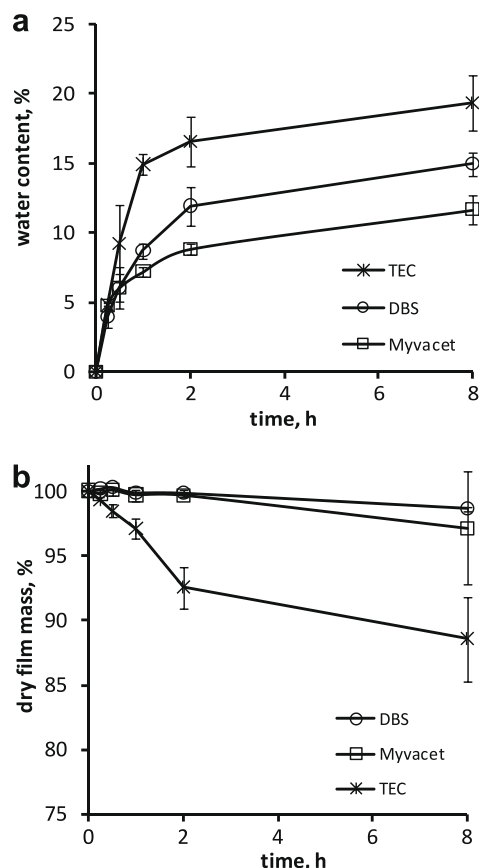 a
25
20
15
10
5
0
water content, %
0 2 4 6 8
time, h
TEC
DBS
Myvacet
b
100
95
90
85
80
75
dry film mass, %
0 2 4 6 8
time, h
DBS
Myvacet
TEC